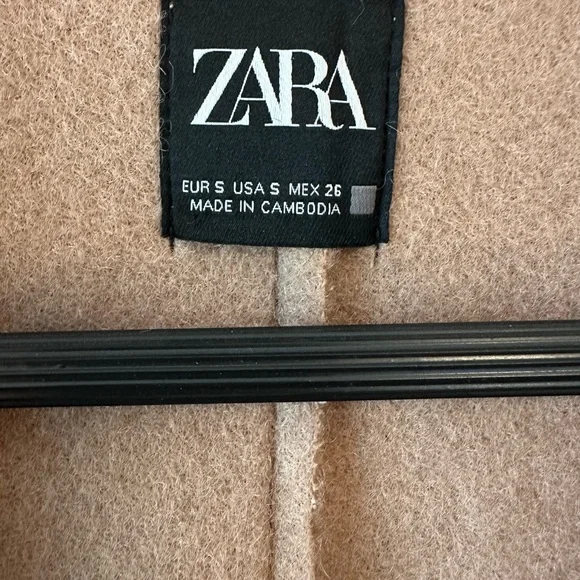 ZARA
EUR S USA S MEX 26
MADE IN CAMBODIA